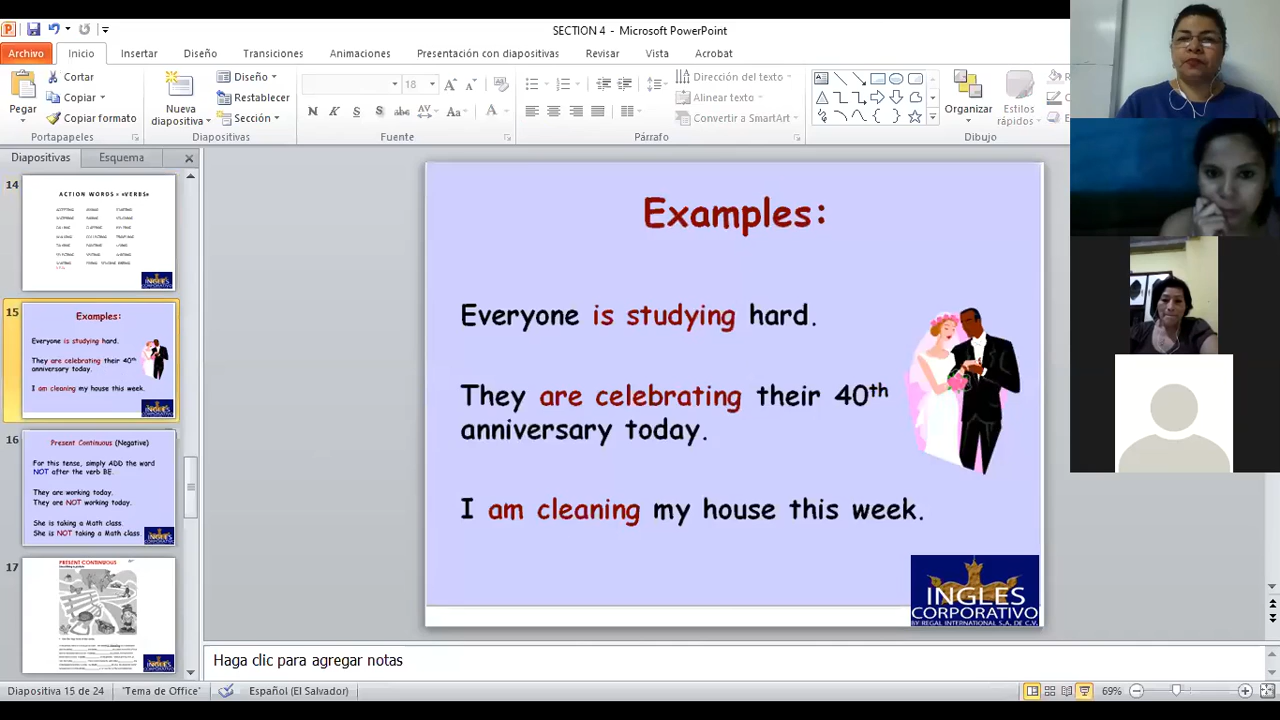 SECTION 4 - Microsoft PowerPoint
Archivo Inicio Insertar Diseño Transiciones Animaciones Presentación con diapositivas Revisar Vista Acrobat
Pegar
Cortar
Copiar
Copiar formato
Portapapeles
Nueva
diapositiva
Diseño
Restablecer
Sección
Diapositivas
18
N K S S abc AV Aa A
Fuente
Dirección del texto
Alinear texto
Convertir a SmartArt
Párrafo
Organizar
Estilos
rápidos
Dibujo
Diapositivas Esquema
14
ACTION WORDS = «VERBS»
15
Examples:
Everyone is studying hard.
They are celebrating their 40th
anniversary today.
I am cleaning my house this week.
16
Present Continuous (Negative)
For this tense, simply ADD the word
NOT after the verb BE.
They are working today.
They are NOT working today.
She is taking a Math class.
She is NOT taking a Math class.
17
PRESENT CONTINUOUS
Examples:
Everyone is studying hard.
They are celebrating their 40th
anniversary today.
I am cleaning my house this week.
INGLES
CORPORATIVO
BY REGAL INTERNATIONAL S.A. DE C.V.
Haga clic para agregar notas
Diapositiva 15 de 24 "Tema de Office" Español (El Salvador) 69%